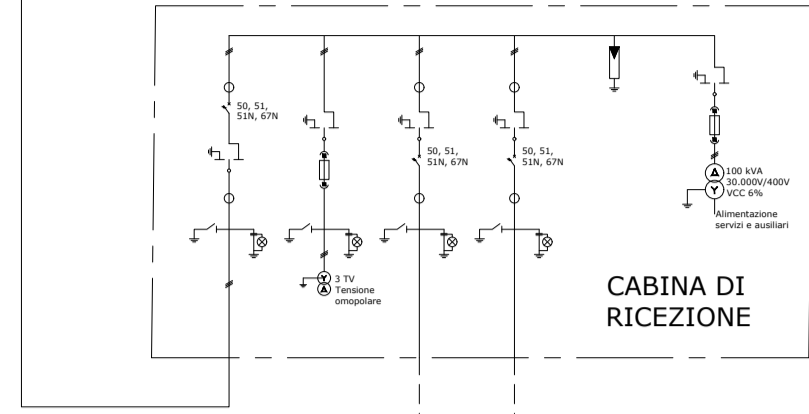 50, 51,
51N, 67N
50, 51,
51N, 67N
50, 51,
51N, 67N
100 kVA
30.000V/400V
VCC 6%
Alimentazione
servizi e ausiliari
3 TV
Tensione
omopolare
CABINA DI
RICEZIONE